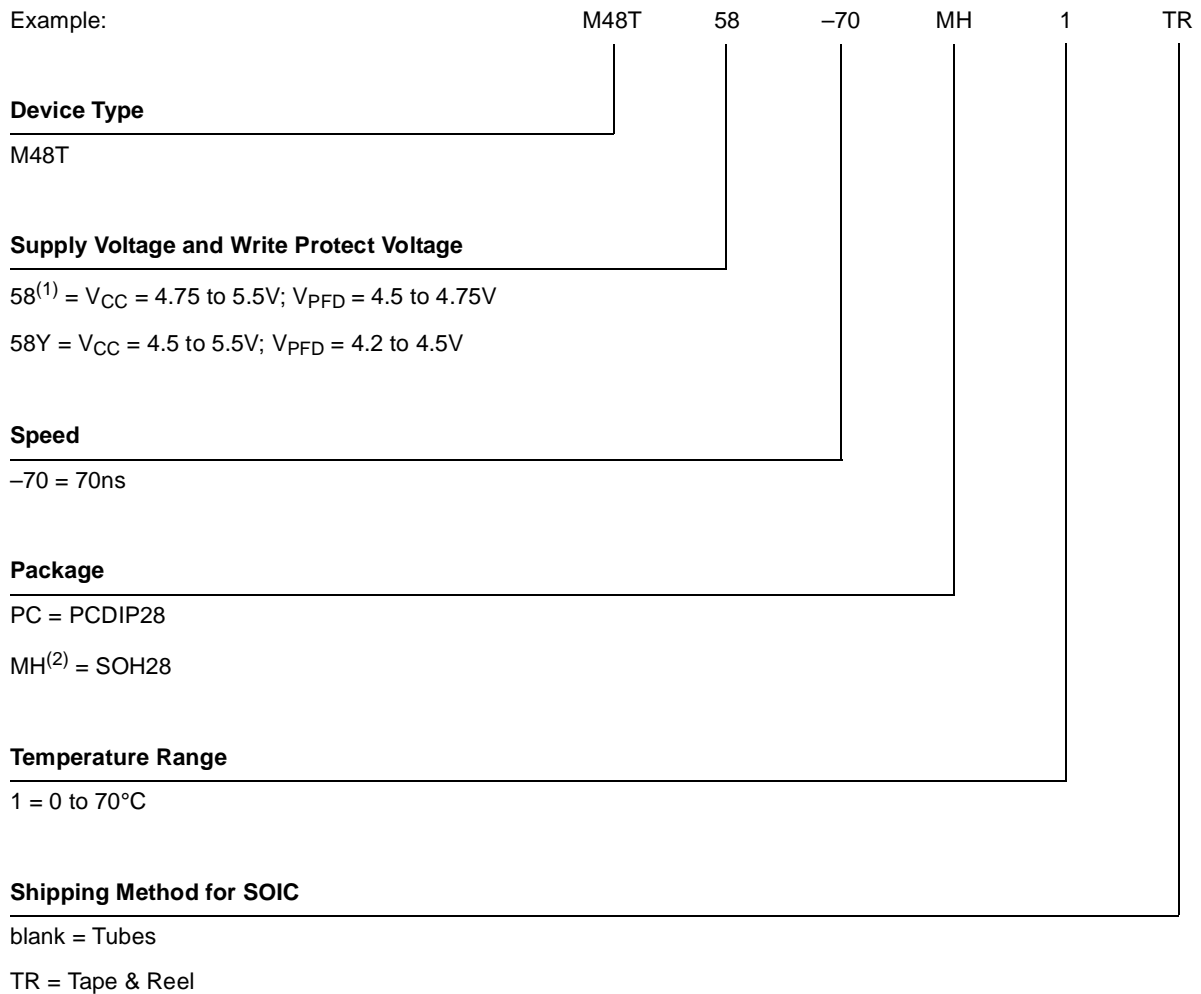 Example: M48T 58 –70 MH 1 TR
Device Type
M48T
Supply Voltage and Write Protect Voltage
58(1) = VCC = 4.75 to 5.5V; VPFD = 4.5 to 4.75V
58Y = VCC = 4.5 to 5.5V; VPFD = 4.2 to 4.5V
Speed
–70 = 70ns
Package
PC = PCDIP28
MH(2) = SOH28
Temperature Range
1 = 0 to 70°C
Shipping Method for SOIC
blank = Tubes
TR = Tape & Reel